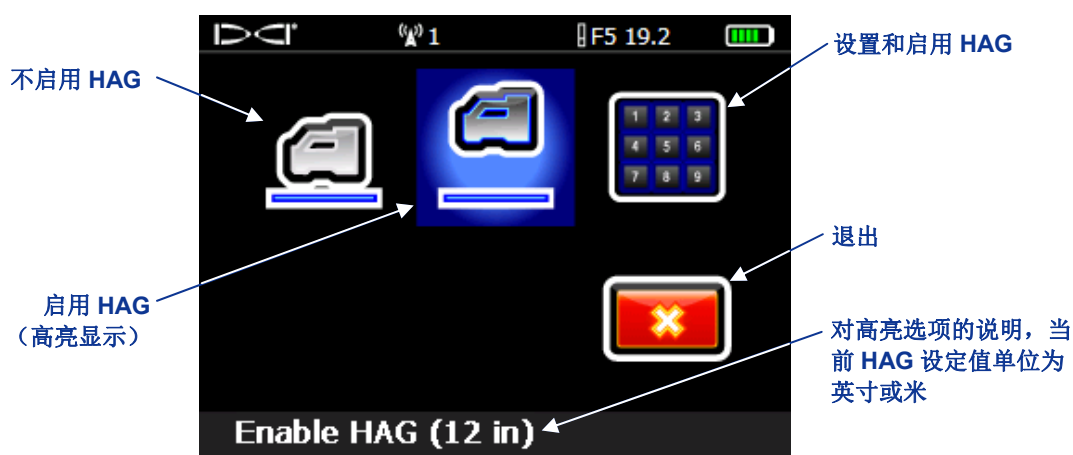 DCI
1
F5 19.2
设置和启用 HAG
不启用 HAG
1 2 3
4 5 6
7 8 9
退出
启用 HAG
（高亮显示）
对高亮选项的说明，当
前 HAG 设定值单位为
英寸或米
Enable HAG (12 in)